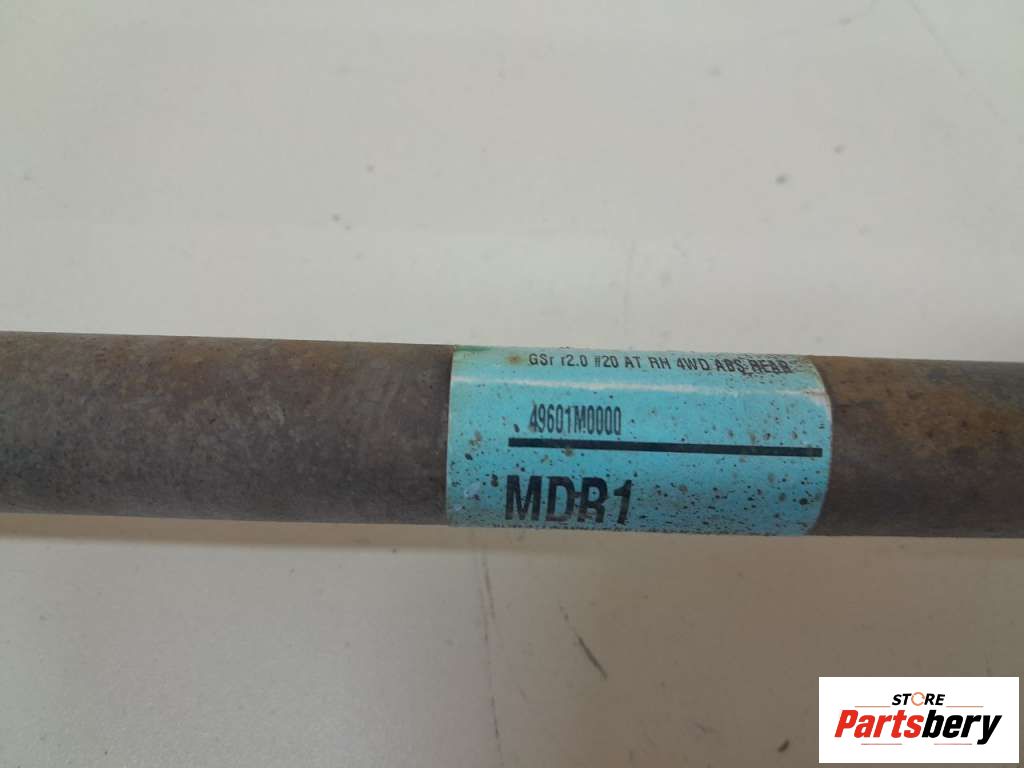 GSr r2.0 #20 AT RH 4WD ABS REAR
49601M0000
MDR1
STORE
Partsbery